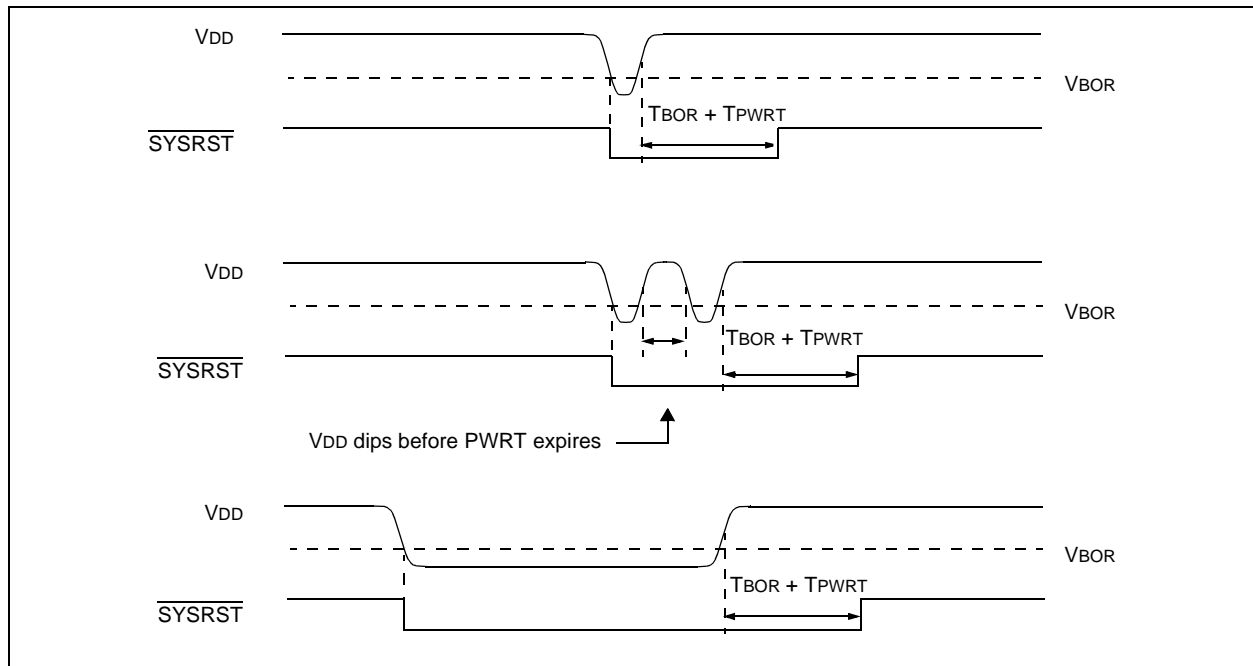 VDD
VBOR
TBOR + TPWRT
SYSRST
VDD
VBOR
TBOR + TPWRT
SYSRST
VDD dips before PWRT expires
VDD
VBOR
TBOR + TPWRT
SYSRST